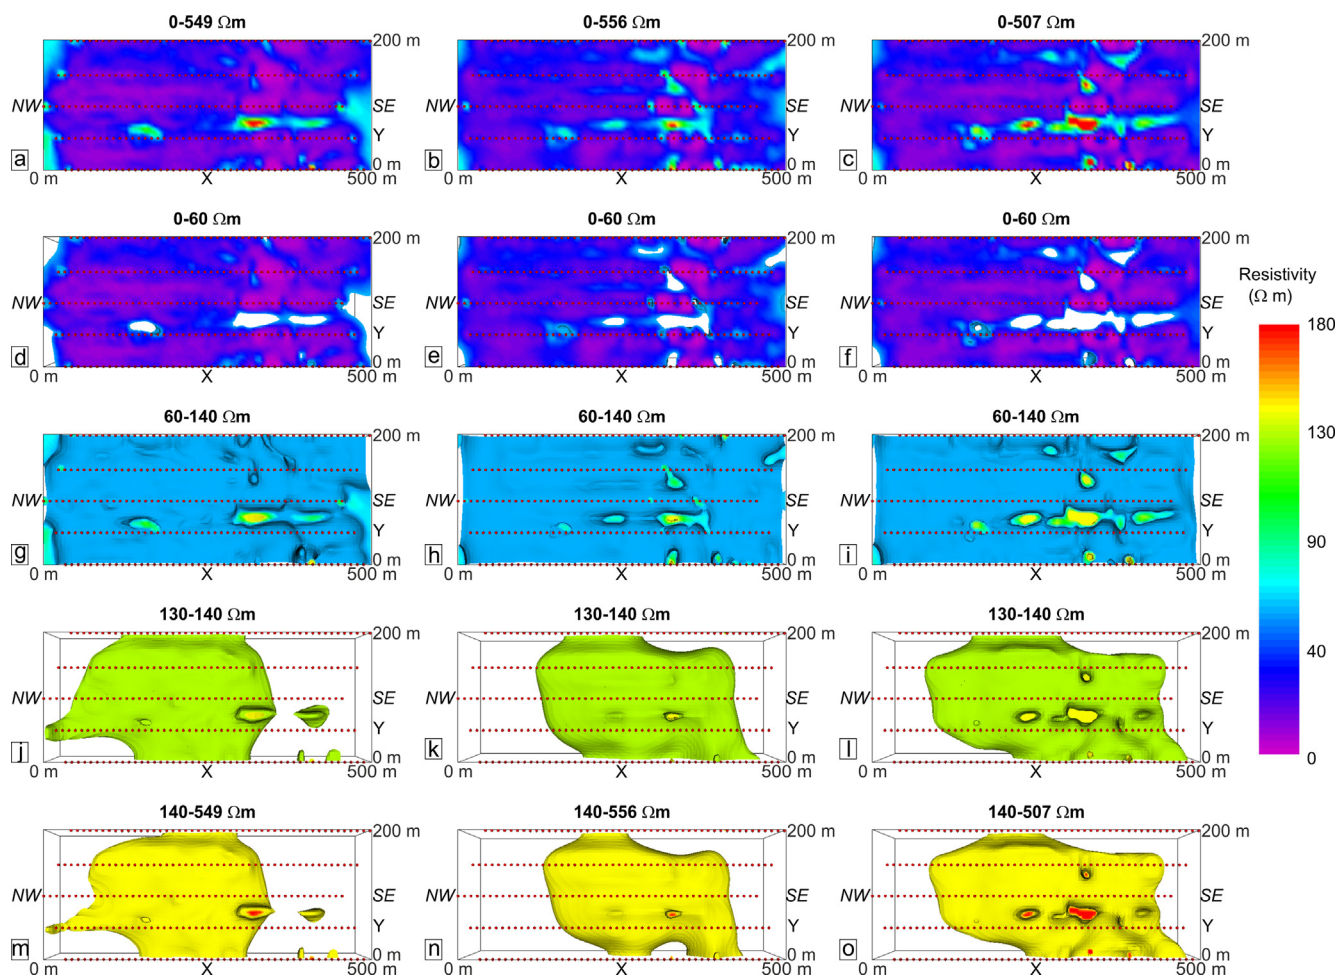 0-549 Ωm 0-556 Ωm 0-507 Ωm
200 m 200 m 200 m
NW SE NW SE NW SE
Y Y Y
a 0 m b 0 m c 0 m
0 m X 500 m 0 m X 500 m 0 m X 500 m
0-60 Ωm 0-60 Ωm 0-60 Ωm
200 m 200 m 200 m
Resistivity
(Ω m)
NW SE NW SE NW SE
180
Y Y Y
d 0 m e 0 m f 0 m
0 m X 500 m 0 m X 500 m 0 m X 500 m
60-140 Ωm 60-140 Ωm 60-140 Ωm
130
200 m 200 m 200 m
NW SE NW SE NW SE
Y Y Y
90
g 0 m h 0 m i 0 m
0 m X 500 m 0 m X 500 m 0 m X 500 m
130-140 Ωm 130-140 Ωm 130-140 Ωm
200 m 200 m 200 m
40
NW SE NW SE NW SE
Y Y Y
j 0 m k 0 m l 0 m
0
0 m X 500 m 0 m X 500 m 0 m X 500 m
140-549 Ωm 140-556 Ωm 140-507 Ωm
200 m 200 m 200 m
NW SE NW SE NW SE
Y Y Y
m 0 m n 0 m o 0 m
0 m X 500 m 0 m X 500 m 0 m X 500 m